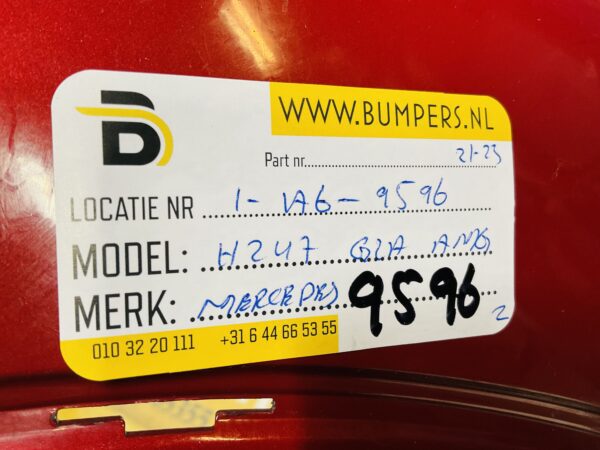 WWW.BUMPERS.NL
B
Part nr. 21-23
LOCATIE NR 1-VA6-9596
MODEL: H247 GLA AMG
MERK: MERCEDES 9596
2
010 32 20 111 +31 6 44 66 53 55